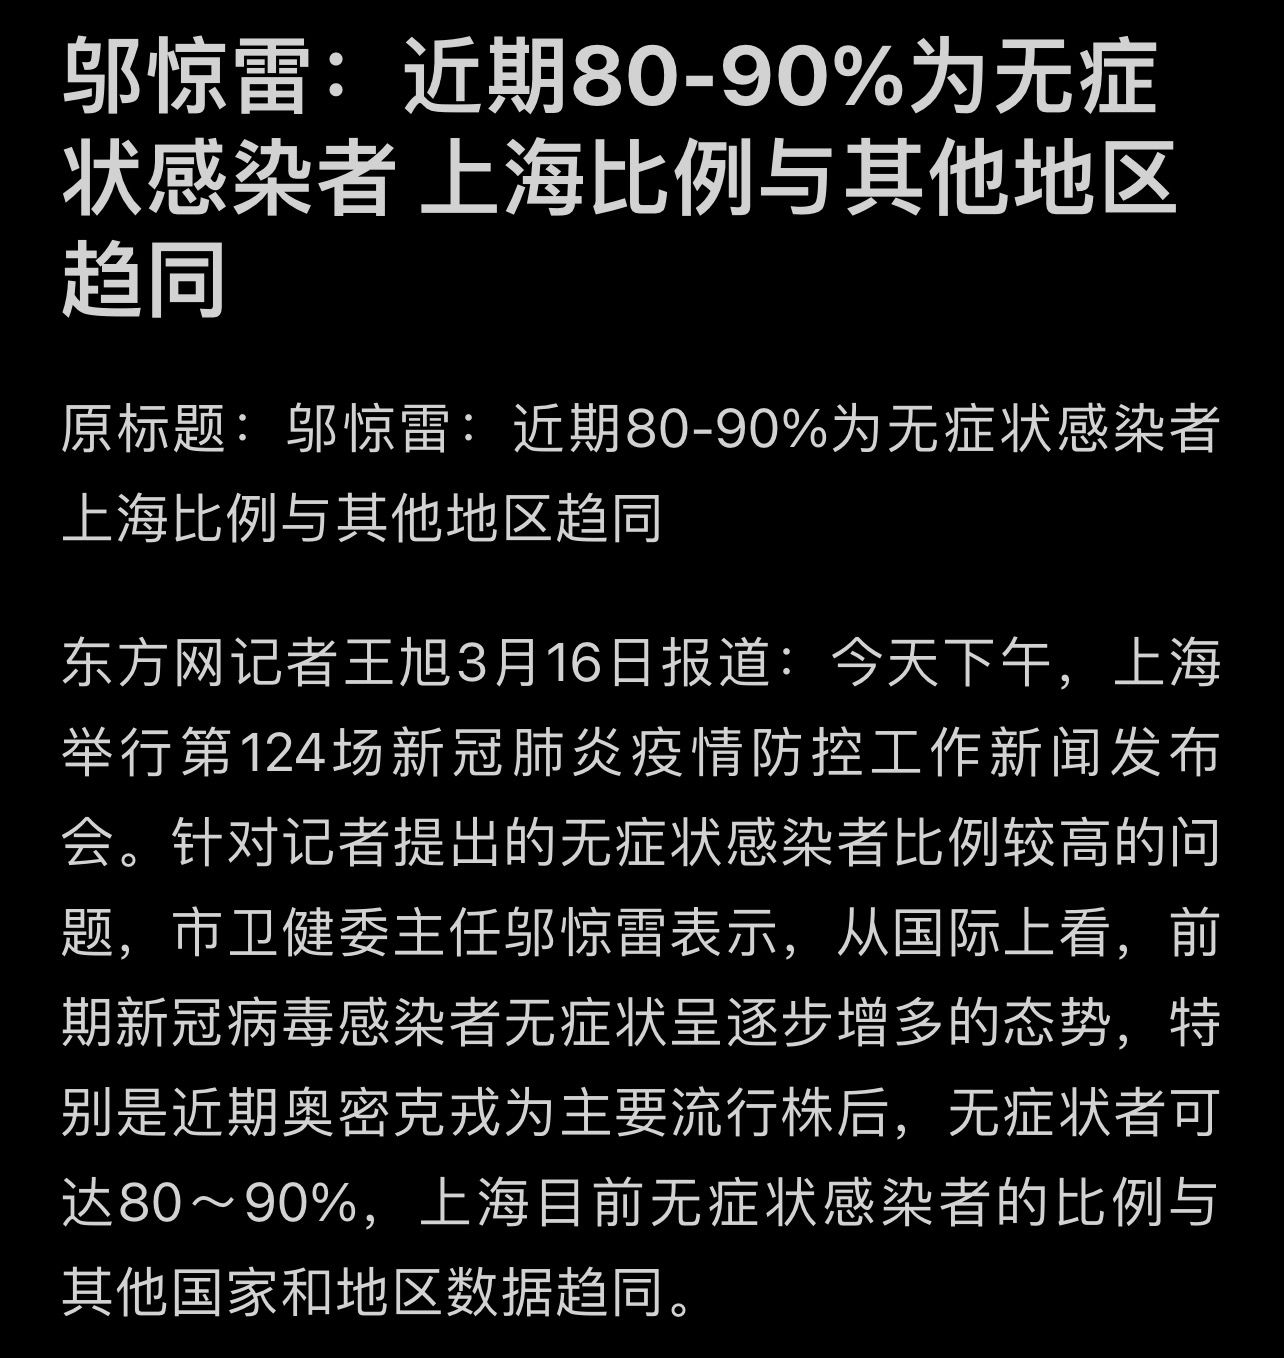 邬惊雷：近期80-90%为无症
状感染者 上海比例与其他地区
趋同
原标题：邬惊雷：近期80-90%为无症状感染者
上海比例与其他地区趋同
东方网记者王旭3月16日报道：今天下午，上海
举行第124场新冠肺炎疫情防控工作新闻发布
会。针对记者提出的无症状感染者比例较高的问
题，市卫健委主任邬惊雷表示，从国际上看，前
期新冠病毒感染者无症状呈逐步增多的态势，特
别是近期奥密克戎为主要流行株后，无症状者可
达80～90%，上海目前无症状感染者的比例与
其他国家和地区数据趋同。